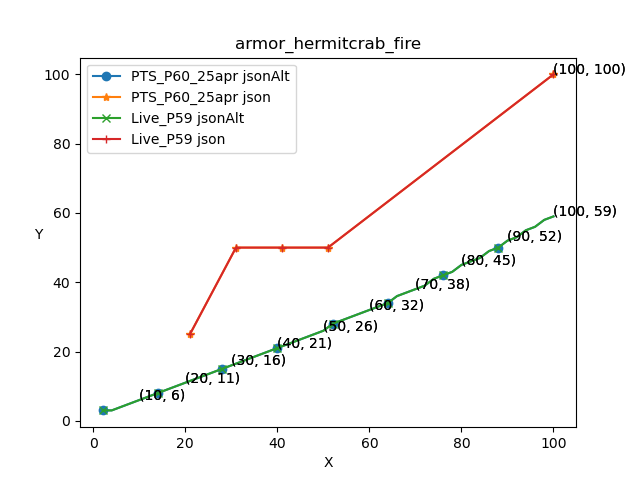 armor_hermitcrab_fire
PTS_P60_25apr jsonAlt
PTS_P60_25apr json
Live_P59 jsonAlt
Live_P59 json
(100, 100)
(100, 59)
(90, 52)
(80, 45)
(70, 38)
(60, 32)
(50, 26)
(40, 21)
(30, 16)
(20, 11)
(10, 6)
Y
100
80
60
40
20
0
0 20 40 60 80 100
X